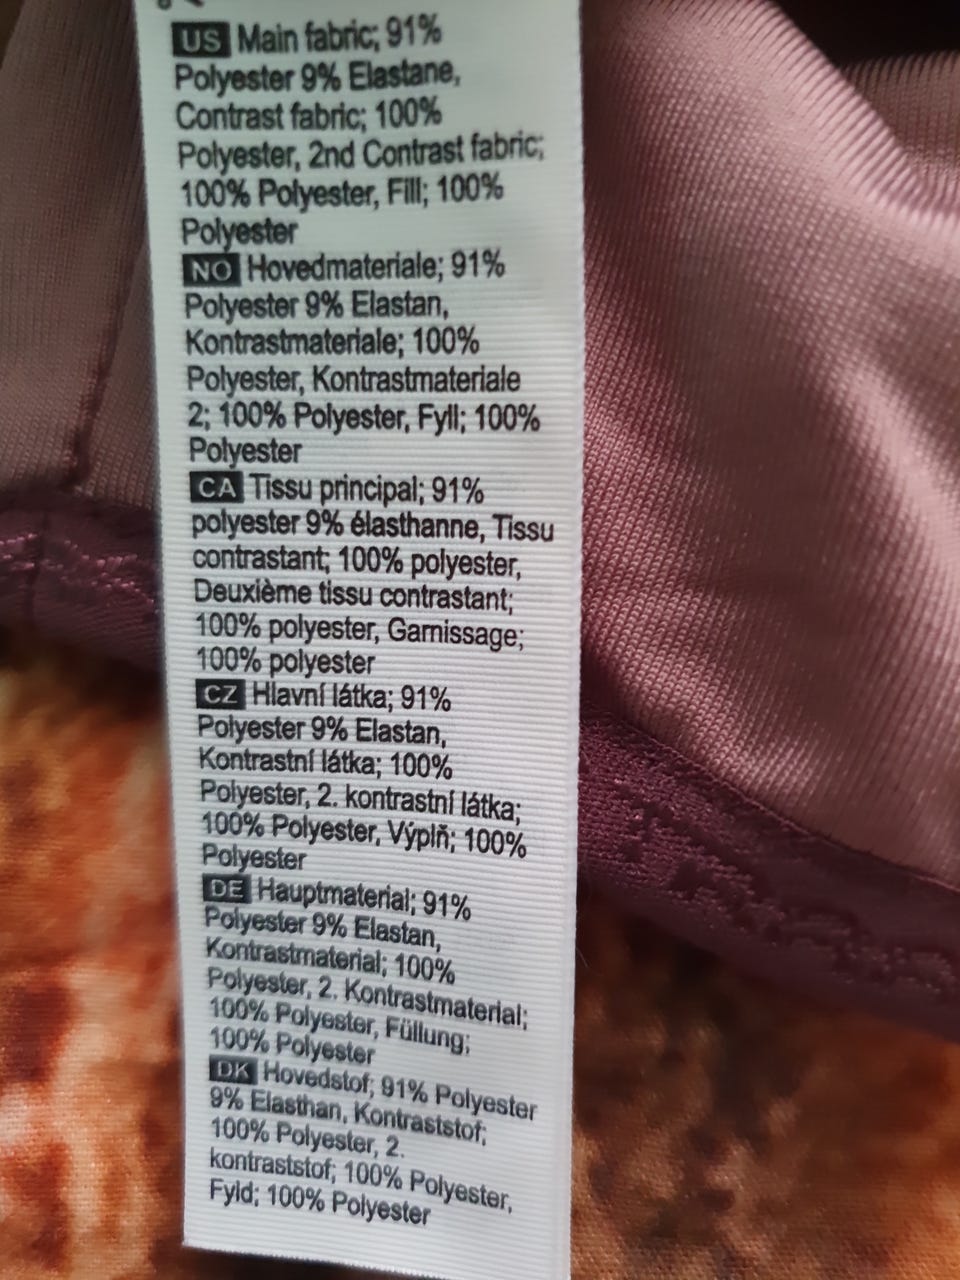 US Main fabric; 91%
Polyester 9% Elastane,
Contrast fabric; 100%
Polyester, 2nd Contrast fabric;
100% Polyester, Fill; 100%
Polyester
NO Hovedmateriale; 91%
Polyester 9% Elastan,
Kontrastmateriale; 100%
Polyester, Kontrastmateriale
2; 100% Polyester, Fyll; 100%
Polyester
CA Tissu principal; 91%
polyester 9% élasthanne, Tissu
contrastant; 100% polyester,
Deuxième tissu contrastant;
100% polyester, Garnissage;
100% polyester
CZ Hlavní látka; 91%
Polyester 9% Elastan,
Kontrastní látka; 100%
Polyester, 2. kontrastní látka;
100% Polyester, Výplň; 100%
Polyester
DE Hauptmaterial; 91%
Polyester 9% Elastan,
Kontrastmaterial; 100%
Polyester, 2. Kontrastmaterial;
100% Polyester, Füllung;
100% Polyester
DK Hovedstof; 91% Polyester
9% Elasthan, Kontraststof;
100% Polyester, 2.
kontraststof; 100% Polyester,
Fyld; 100% Polyester